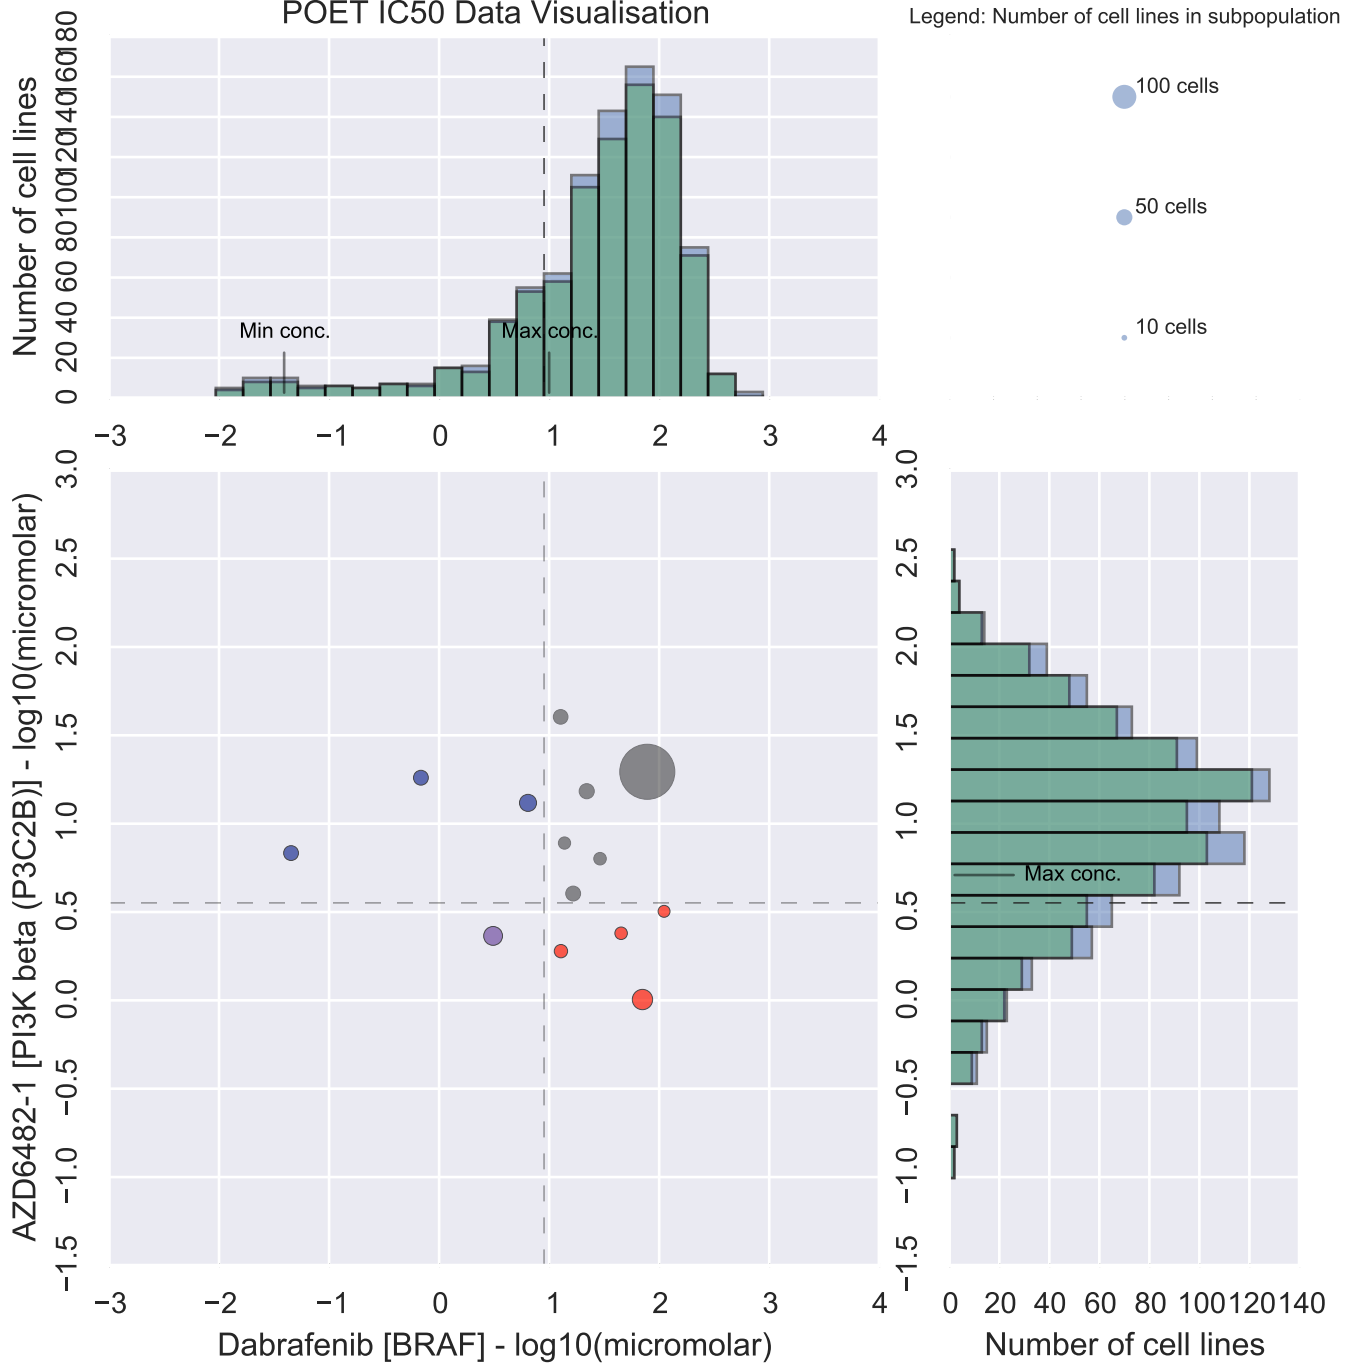 POET IC50 Data Visualisation
Legend: Number of cell lines in subpopulation
100 cells
50 cells
10 cells
Number of cell lines
0 20 40 60 80 100 120 140 160 180
Min conc.
Max conc.
−3 −2 −1 0 1 2 3 4
AZD6482-1 [PI3K beta (P3C2B)] - log10(micromolar)
−1.5 −1.0 −0.5 0.0 0.5 1.0 1.5 2.0 2.5 3.0
−3 −2 −1 0 1 2 3 4
Dabrafenib [BRAF] - log10(micromolar)
−1.5 −1.0 −0.5 0.0 0.5 1.0 1.5 2.0 2.5 3.0
Max conc.
0 20 40 60 80 100 120 140
Number of cell lines